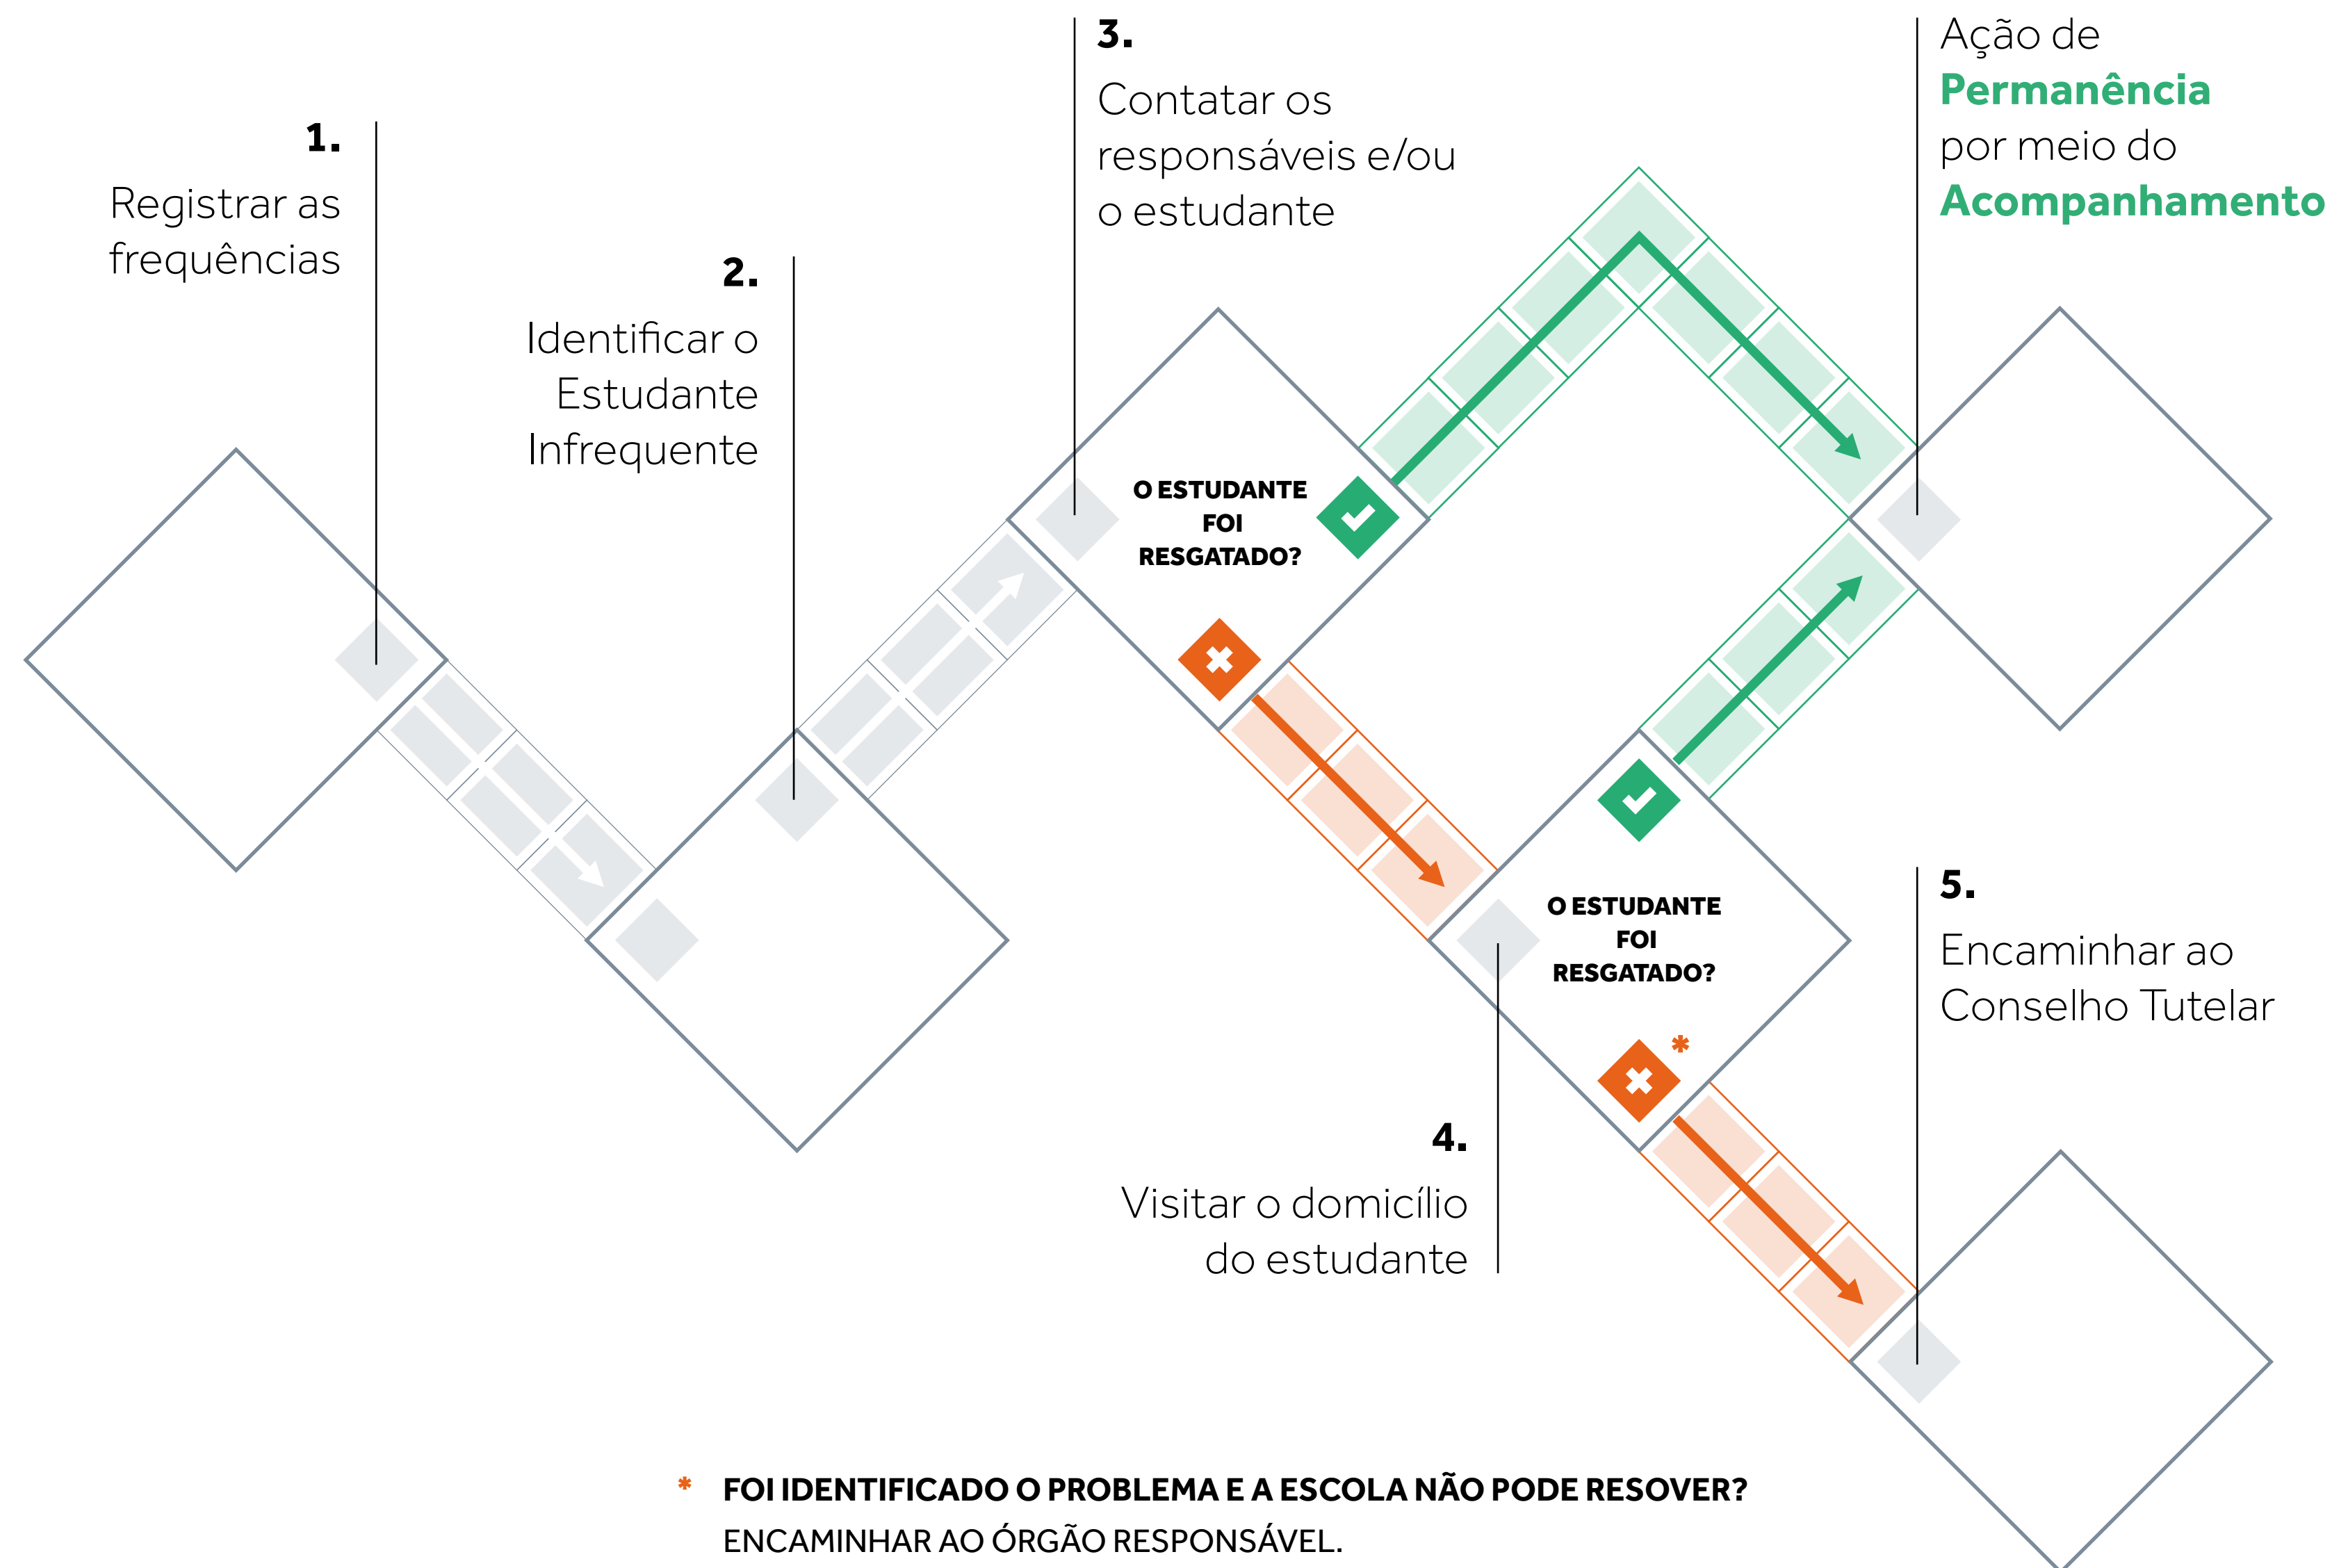 1.
Registrar as
frequências
2.
Identificar o
Estudante
Infrequente
3.
Contatar os
responsáveis e/ou
o estudante
O ESTUDANTE
FOI
RESGATADO?
Ação de
Permanência
por meio do
Acompanhamento
4.
Visitar o domicílio
do estudante
O ESTUDANTE
FOI
RESGATADO?
*
5.
Encaminhar ao
Conselho Tutelar
* FOI IDENTIFICADO O PROBLEMA E A ESCOLA NÃO PODE RESOVER?
ENCAMINHAR AO ÓRGÃO RESPONSÁVEL.